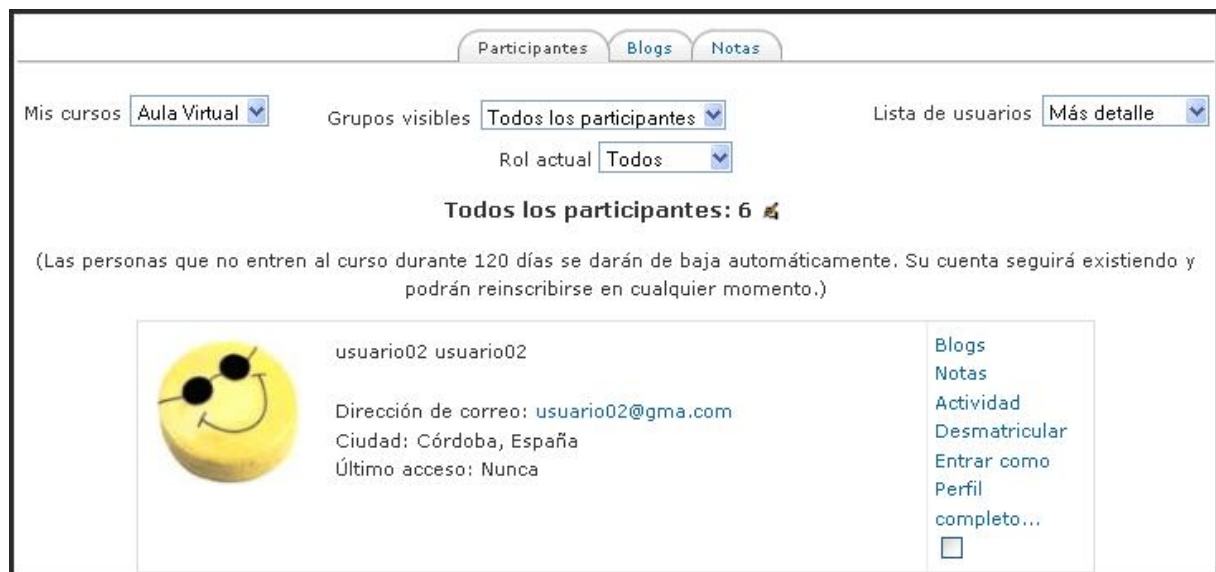 Participantes Blogs Notas
Mis cursos Aula Virtual Grupos visibles Todos los participantes Lista de usuarios Más detalle
Rol actual Todos
Todos los participantes: 6
(Las personas que no entren al curso durante 120 días se darán de baja automáticamente. Su cuenta seguirá existiendo y
podrán reinscribirse en cualquier momento.)
usuario02 usuario02
Dirección de correo: usuario02@gma.com
Ciudad: Córdoba, España
Último acceso: Nunca
Blogs
Notas
Actividad
Desmatricular
Entrar como
Perfil
completo...